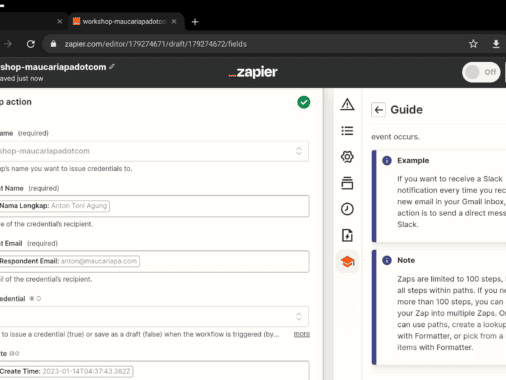 workshop-maucariapadotcom
zapier.com/editor/179274671/draft/179274672/fields
shop-maucariapadotcom
aved just now
zapier
Off
p action
ame (required)
shop-maucariapadotcom
up's name you want to issue credentials to.
nt Name (required)
Nama Lengkap: Anton Toni Agung
e of the credential's recipient.
nt Email (required)
Respondent Email: anton@maucariapa.com
il of the credential's recipient.
redential
to issue a credential (true) or save as a draft (false) when the workflow is triggered (by... more
te
Create Time: 2023-01-14T04:37:43.382Z
Guide
event occurs.
Example
If you want to receive a Slack
notification every time you rec
new email in your Gmail inbox,
action is to send a direct mess
Slack.
Note
Zaps are limited to 100 steps,
all steps within paths. If you ne
more than 100 steps, you can
your Zap into multiple Zaps. Or
can use paths, create a lookup
with Formatter, or pick from a
items with Formatter.